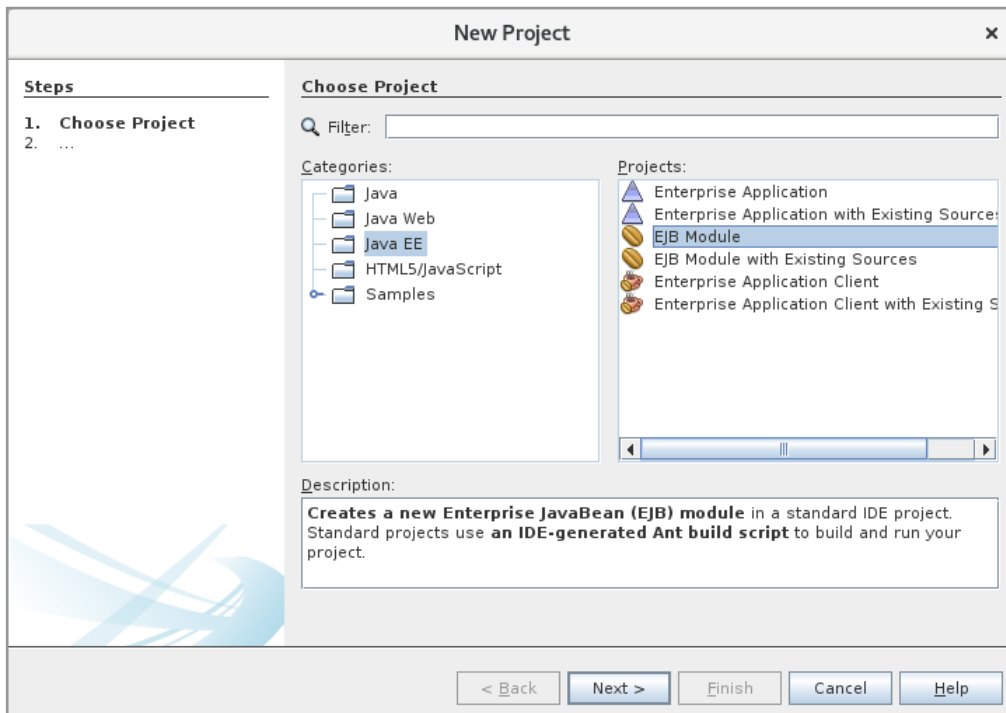 New Project
Steps
1. Choose Project
2. ...
Choose Project
Filter:
Categories:
Java
Java Web
Java EE
HTML5/JavaScript
Samples
Projects:
Enterprise Application
Enterprise Application with Existing Sources
EJB Module
EJB Module with Existing Sources
Enterprise Application Client
Enterprise Application Client with Existing S
Description:
Creates a new Enterprise JavaBean (EJB) module in a standard IDE project.
Standard projects use an IDE-generated Ant build script to build and run your
project.
< Back
Next >
Finish
Cancel
Help